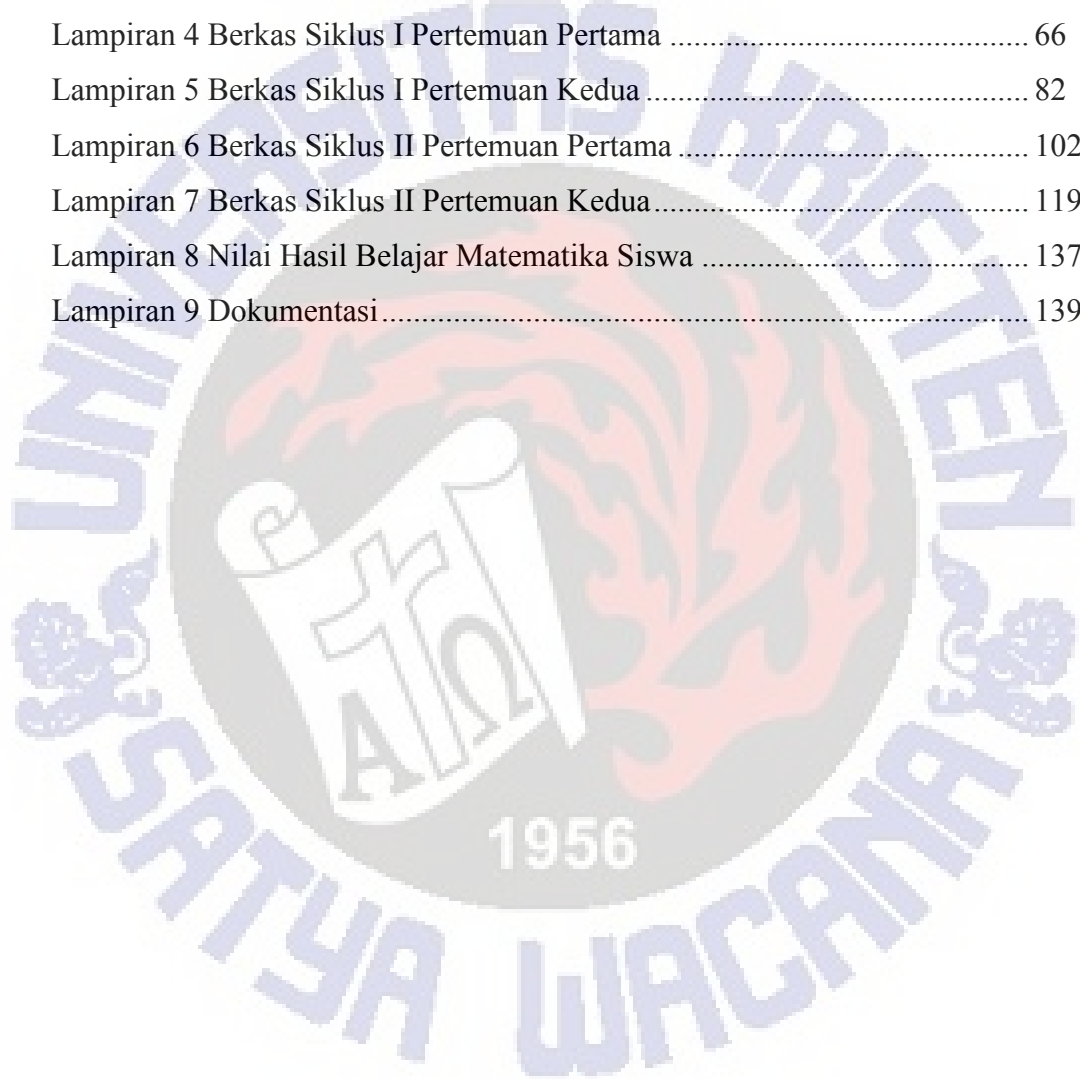 Lampiran 4 Berkas Siklus I Pertemuan Pertama ............................................. 66
Lampiran 5 Berkas Siklus I Pertemuan Kedua ................................................ 82
Lampiran 6 Berkas Siklus II Pertemuan Pertama ............................................ 102
Lampiran 7 Berkas Siklus II Pertemuan Kedua ............................................... 119
Lampiran 8 Nilai Hasil Belajar Matematika Siswa ......................................... 137
Lampiran 9 Dokumentasi ................................................................................. 139
UNIVERSITAS KRISTEN
Α Ω
1956
SATYA WACANA